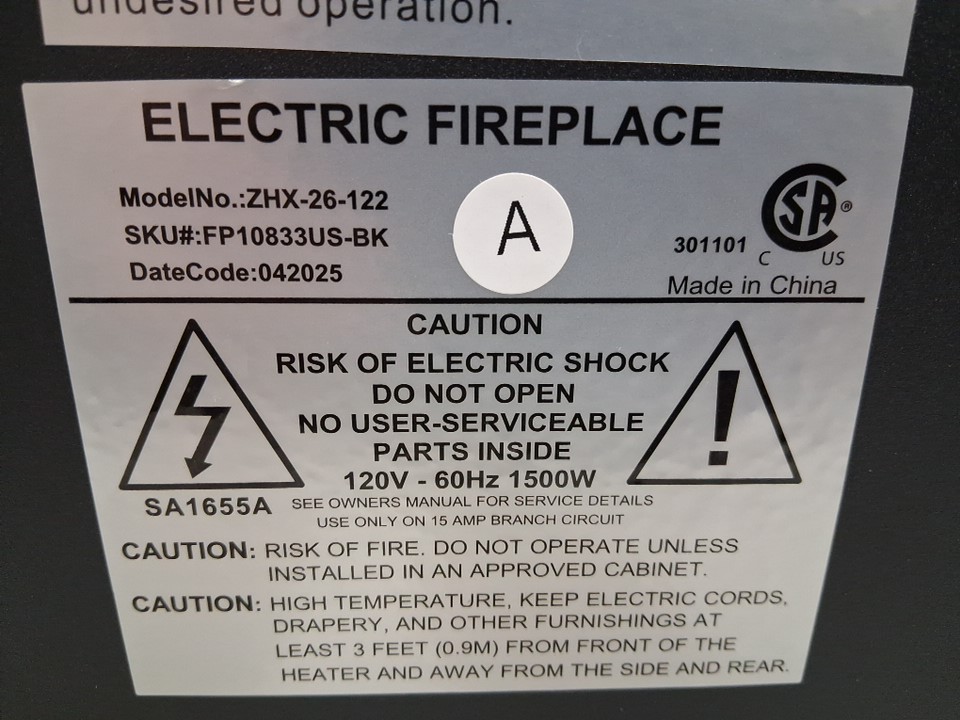 undesired operation.
ELECTRIC FIREPLACE
ModelNo.:ZHX-26-122
SKU#:FP10833US-BK
DateCode:042025
A
301101
CSA®
C US
Made in China
CAUTION
RISK OF ELECTRIC SHOCK
DO NOT OPEN
NO USER-SERVICEABLE
PARTS INSIDE
120V - 60Hz 1500W
SA1655A
SEE OWNERS MANUAL FOR SERVICE DETAILS
USE ONLY ON 15 AMP BRANCH CIRCUIT
CAUTION: RISK OF FIRE. DO NOT OPERATE UNLESS
INSTALLED IN AN APPROVED CABINET.
CAUTION: HIGH TEMPERATURE, KEEP ELECTRIC CORDS,
DRAPERY, AND OTHER FURNISHINGS AT
LEAST 3 FEET (0.9M) FROM FRONT OF THE
HEATER AND AWAY FROM THE SIDE AND REAR.